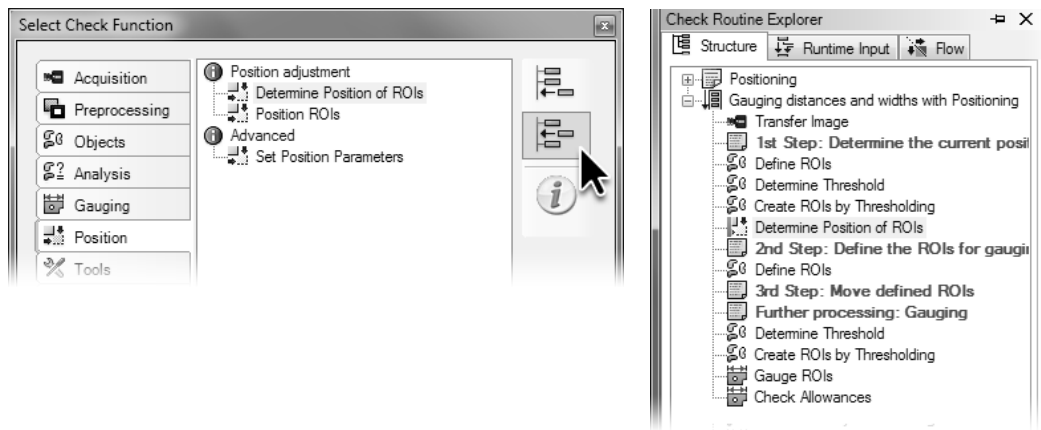 Select Check Function
Acquisition
Preprocessing
Objects
Analysis
Gauging
Position
Tools
Position adjustment
Determine Position of ROIs
Position ROIs
Advanced
Set Position Parameters
Check Routine Explorer
Structure
Runtime Input
Flow
Positioning
Gauging distances and widths with Positioning
Transfer Image
1st Step: Determine the current posit
Define ROIs
Determine Threshold
Create ROIs by Thresholding
Determine Position of ROIs
2nd Step: Define the ROIs for gaugin
Define ROIs
3rd Step: Move defined ROIs
Further processing: Gauging
Determine Threshold
Create ROIs by Thresholding
Gauge ROIs
Check Allowances